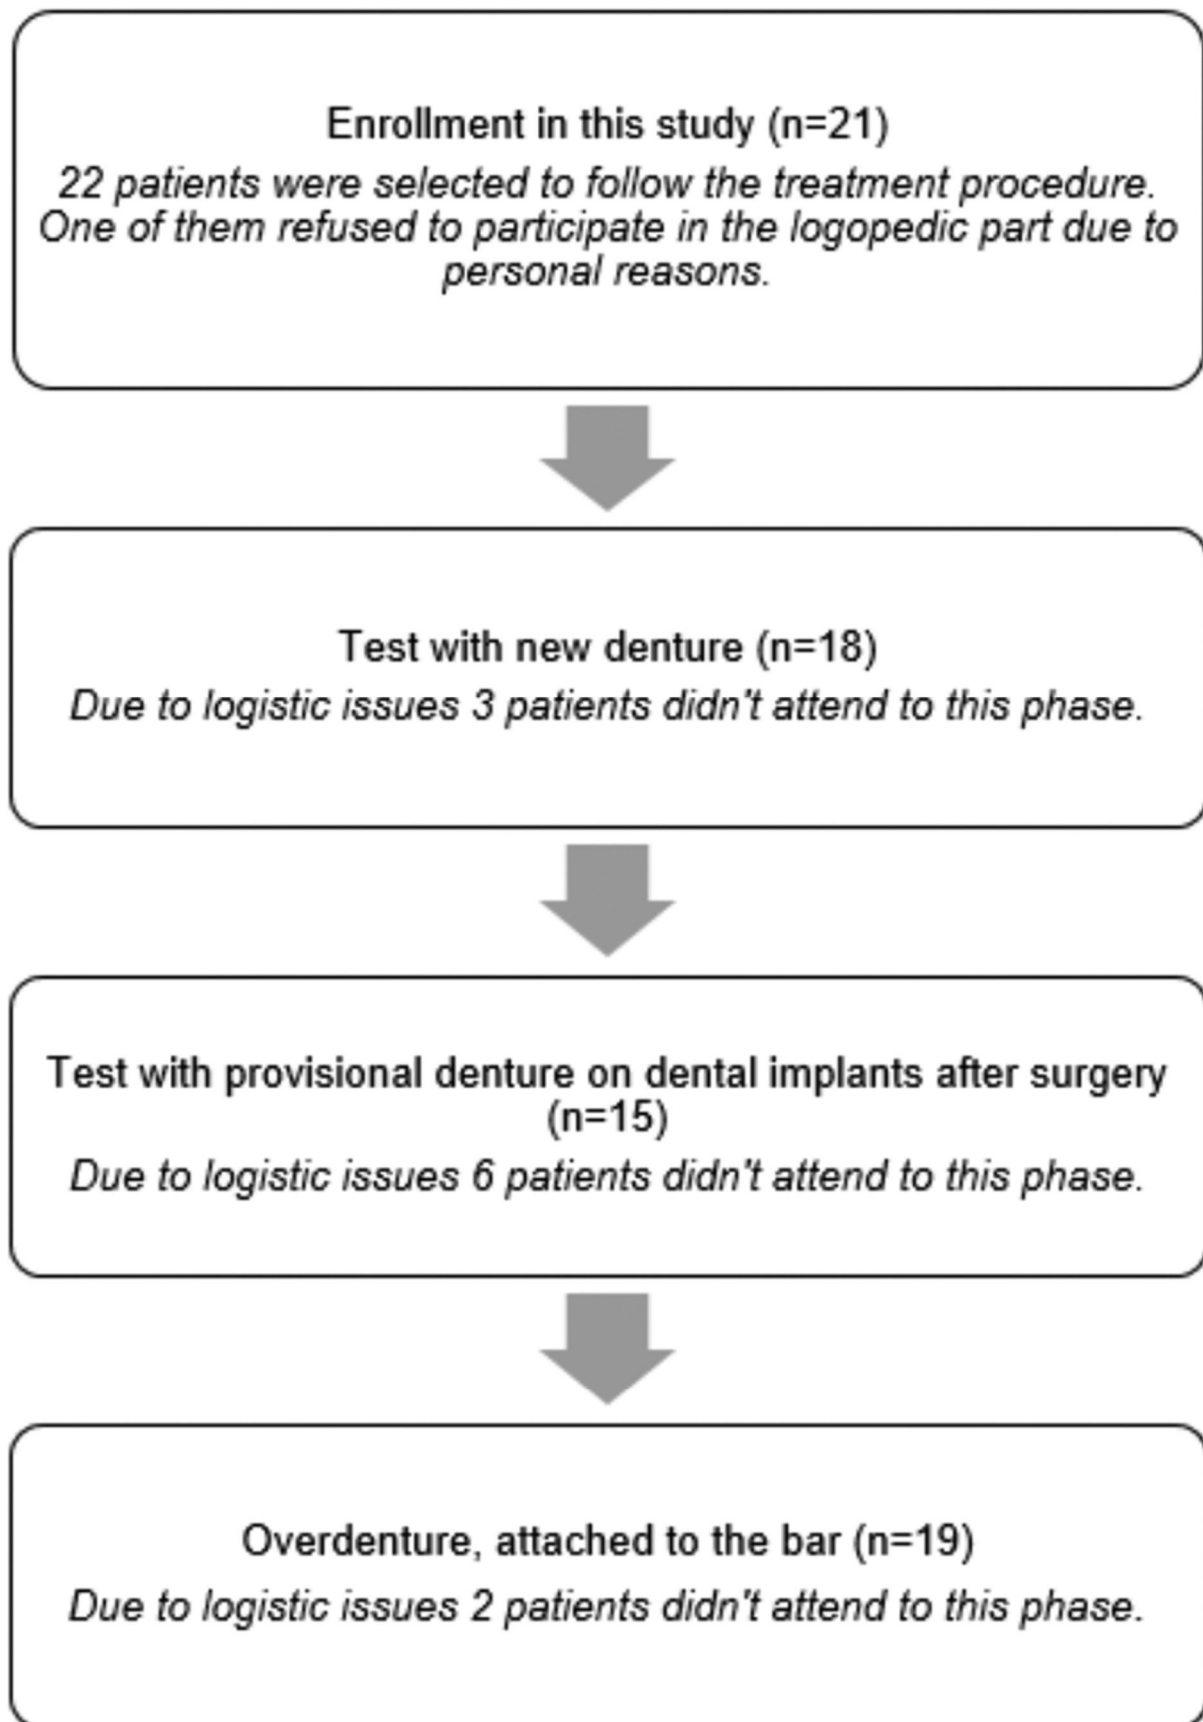 Enrollment in this study (n=21)
22 patients were selected to follow the treatment procedure.
One of them refused to participate in the logopedic part due to
personal reasons.
Test with new denture (n=18)
Due to logistic issues 3 patients didn't attend to this phase.
Test with provisional denture on dental implants after surgery
(n=15)
Due to logistic issues 6 patients didn't attend to this phase.
Overdenture, attached to the bar (n=19)
Due to logistic issues 2 patients didn't attend to this phase.